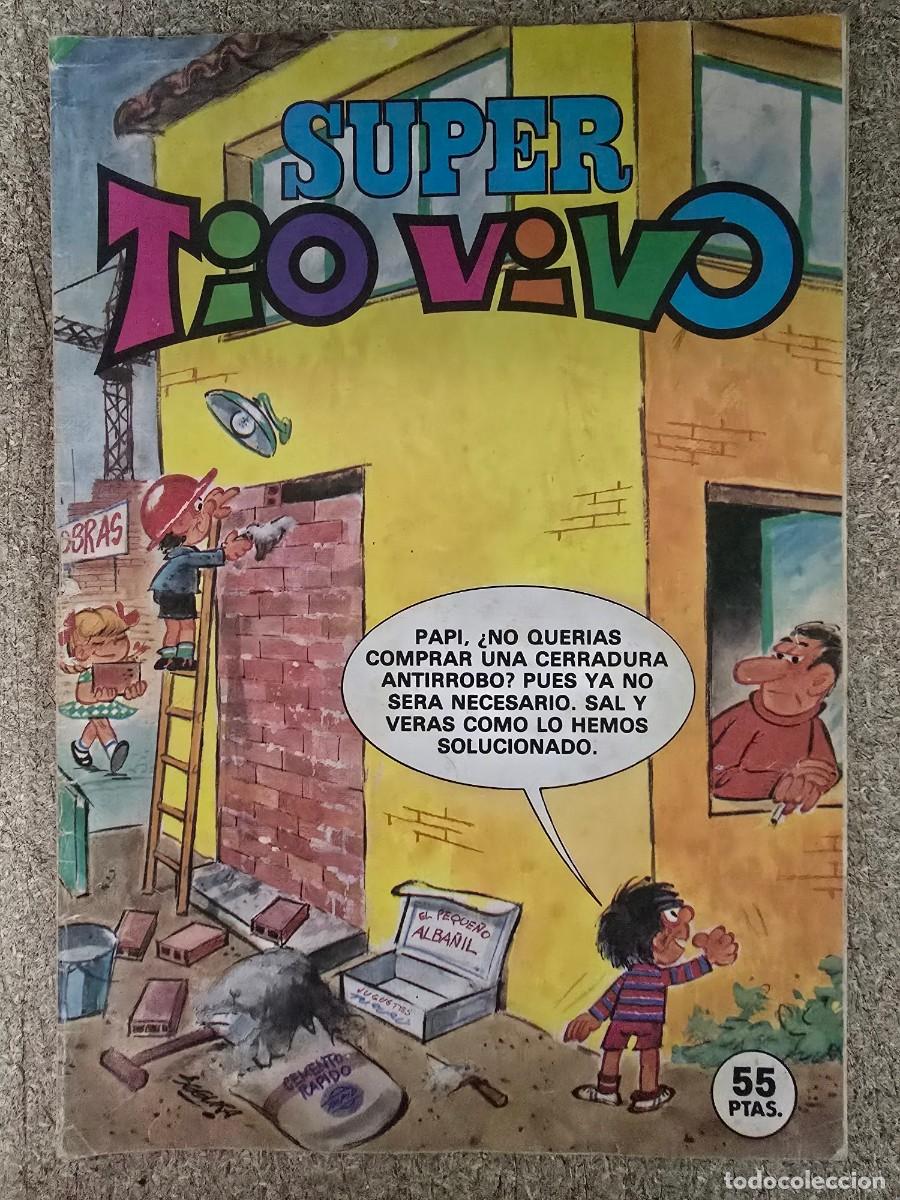 SUPER
TIO VIVO
OBRAS
PAPI, ¿NO QUERIAS
COMPRAR UNA CERRADURA
ANTIRROBO? PUES YA NO
SERA NECESARIO. SAL Y
VERAS COMO LO HEMOS
SOLUCIONADO.
EL PEQUEÑO
ALBAÑIL
JUGUETES
CEMENTO
RAPIDO
SEGURA
55
PTAS.
todocoleccion